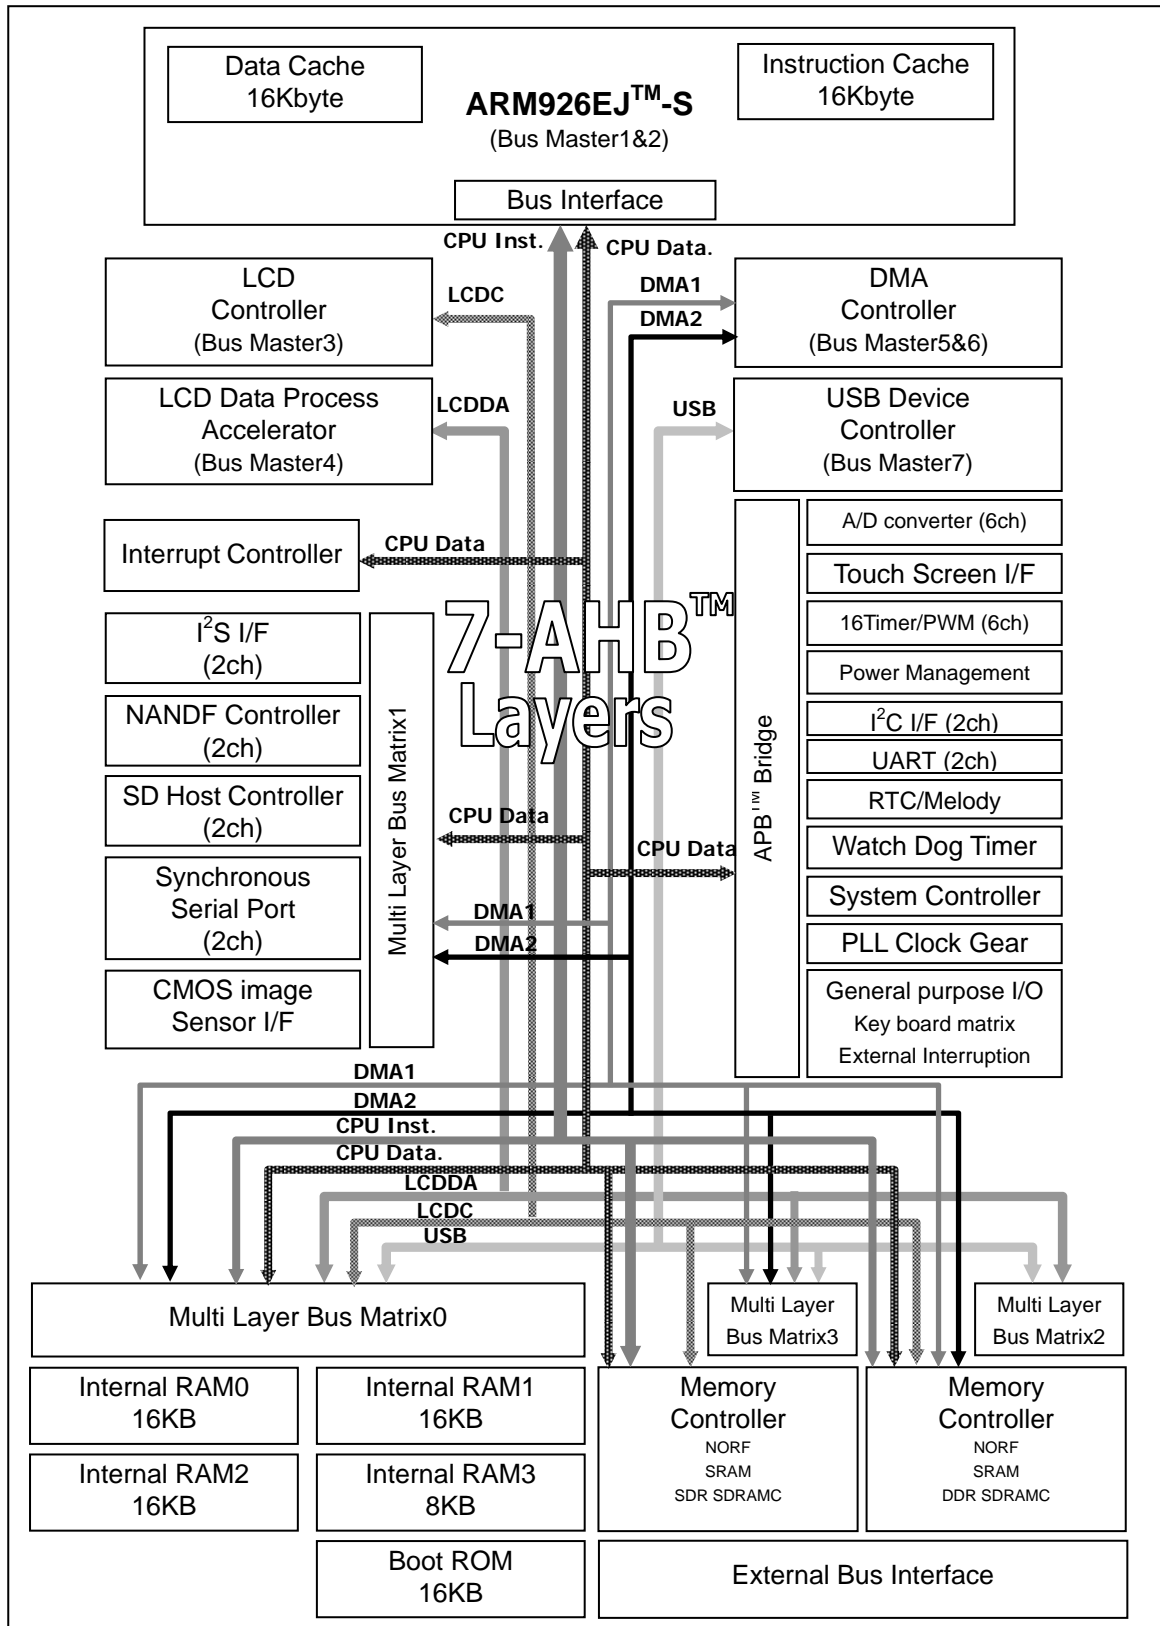 Data Cache
16Kbyte
ARM926EJ™-S
(Bus Master1&2)
Instruction Cache
16Kbyte
Bus Interface
CPU Inst.
CPU Data.
LCD
Controller
(Bus Master3)
LCDC
DMA1
DMA2
DMA
Controller
(Bus Master5&6)
LCD Data Process
Accelerator
(Bus Master4)
LCDDA
USB
USB Device
Controller
(Bus Master7)
Interrupt Controller
CPU Data
7-AHB™
Layers
I²S I/F
(2ch)
NANDF Controller
(2ch)
SD Host Controller
(2ch)
Synchronous
Serial Port
(2ch)
CMOS image
Sensor I/F
Multi Layer Bus Matrix1
CPU Data
CPU Data
DMA1
DMA2
APB™ Bridge
A/D converter (6ch)
Touch Screen I/F
16Timer/PWM (6ch)
Power Management
I²C I/F (2ch)
UART (2ch)
RTC/Melody
Watch Dog Timer
System Controller
PLL Clock Gear
General purpose I/O
Key board matrix
External Interruption
DMA1
DMA2
CPU Inst.
CPU Data.
LCDDA
LCDC
USB
Multi Layer Bus Matrix0
Multi Layer
Bus Matrix3
Multi Layer
Bus Matrix2
Internal RAM0
16KB
Internal RAM1
16KB
Internal RAM2
16KB
Internal RAM3
8KB
Boot ROM
16KB
Memory
Controller
NORF
SRAM
SDR SDRAMC
Memory
Controller
NORF
SRAM
DDR SDRAMC
External Bus Interface